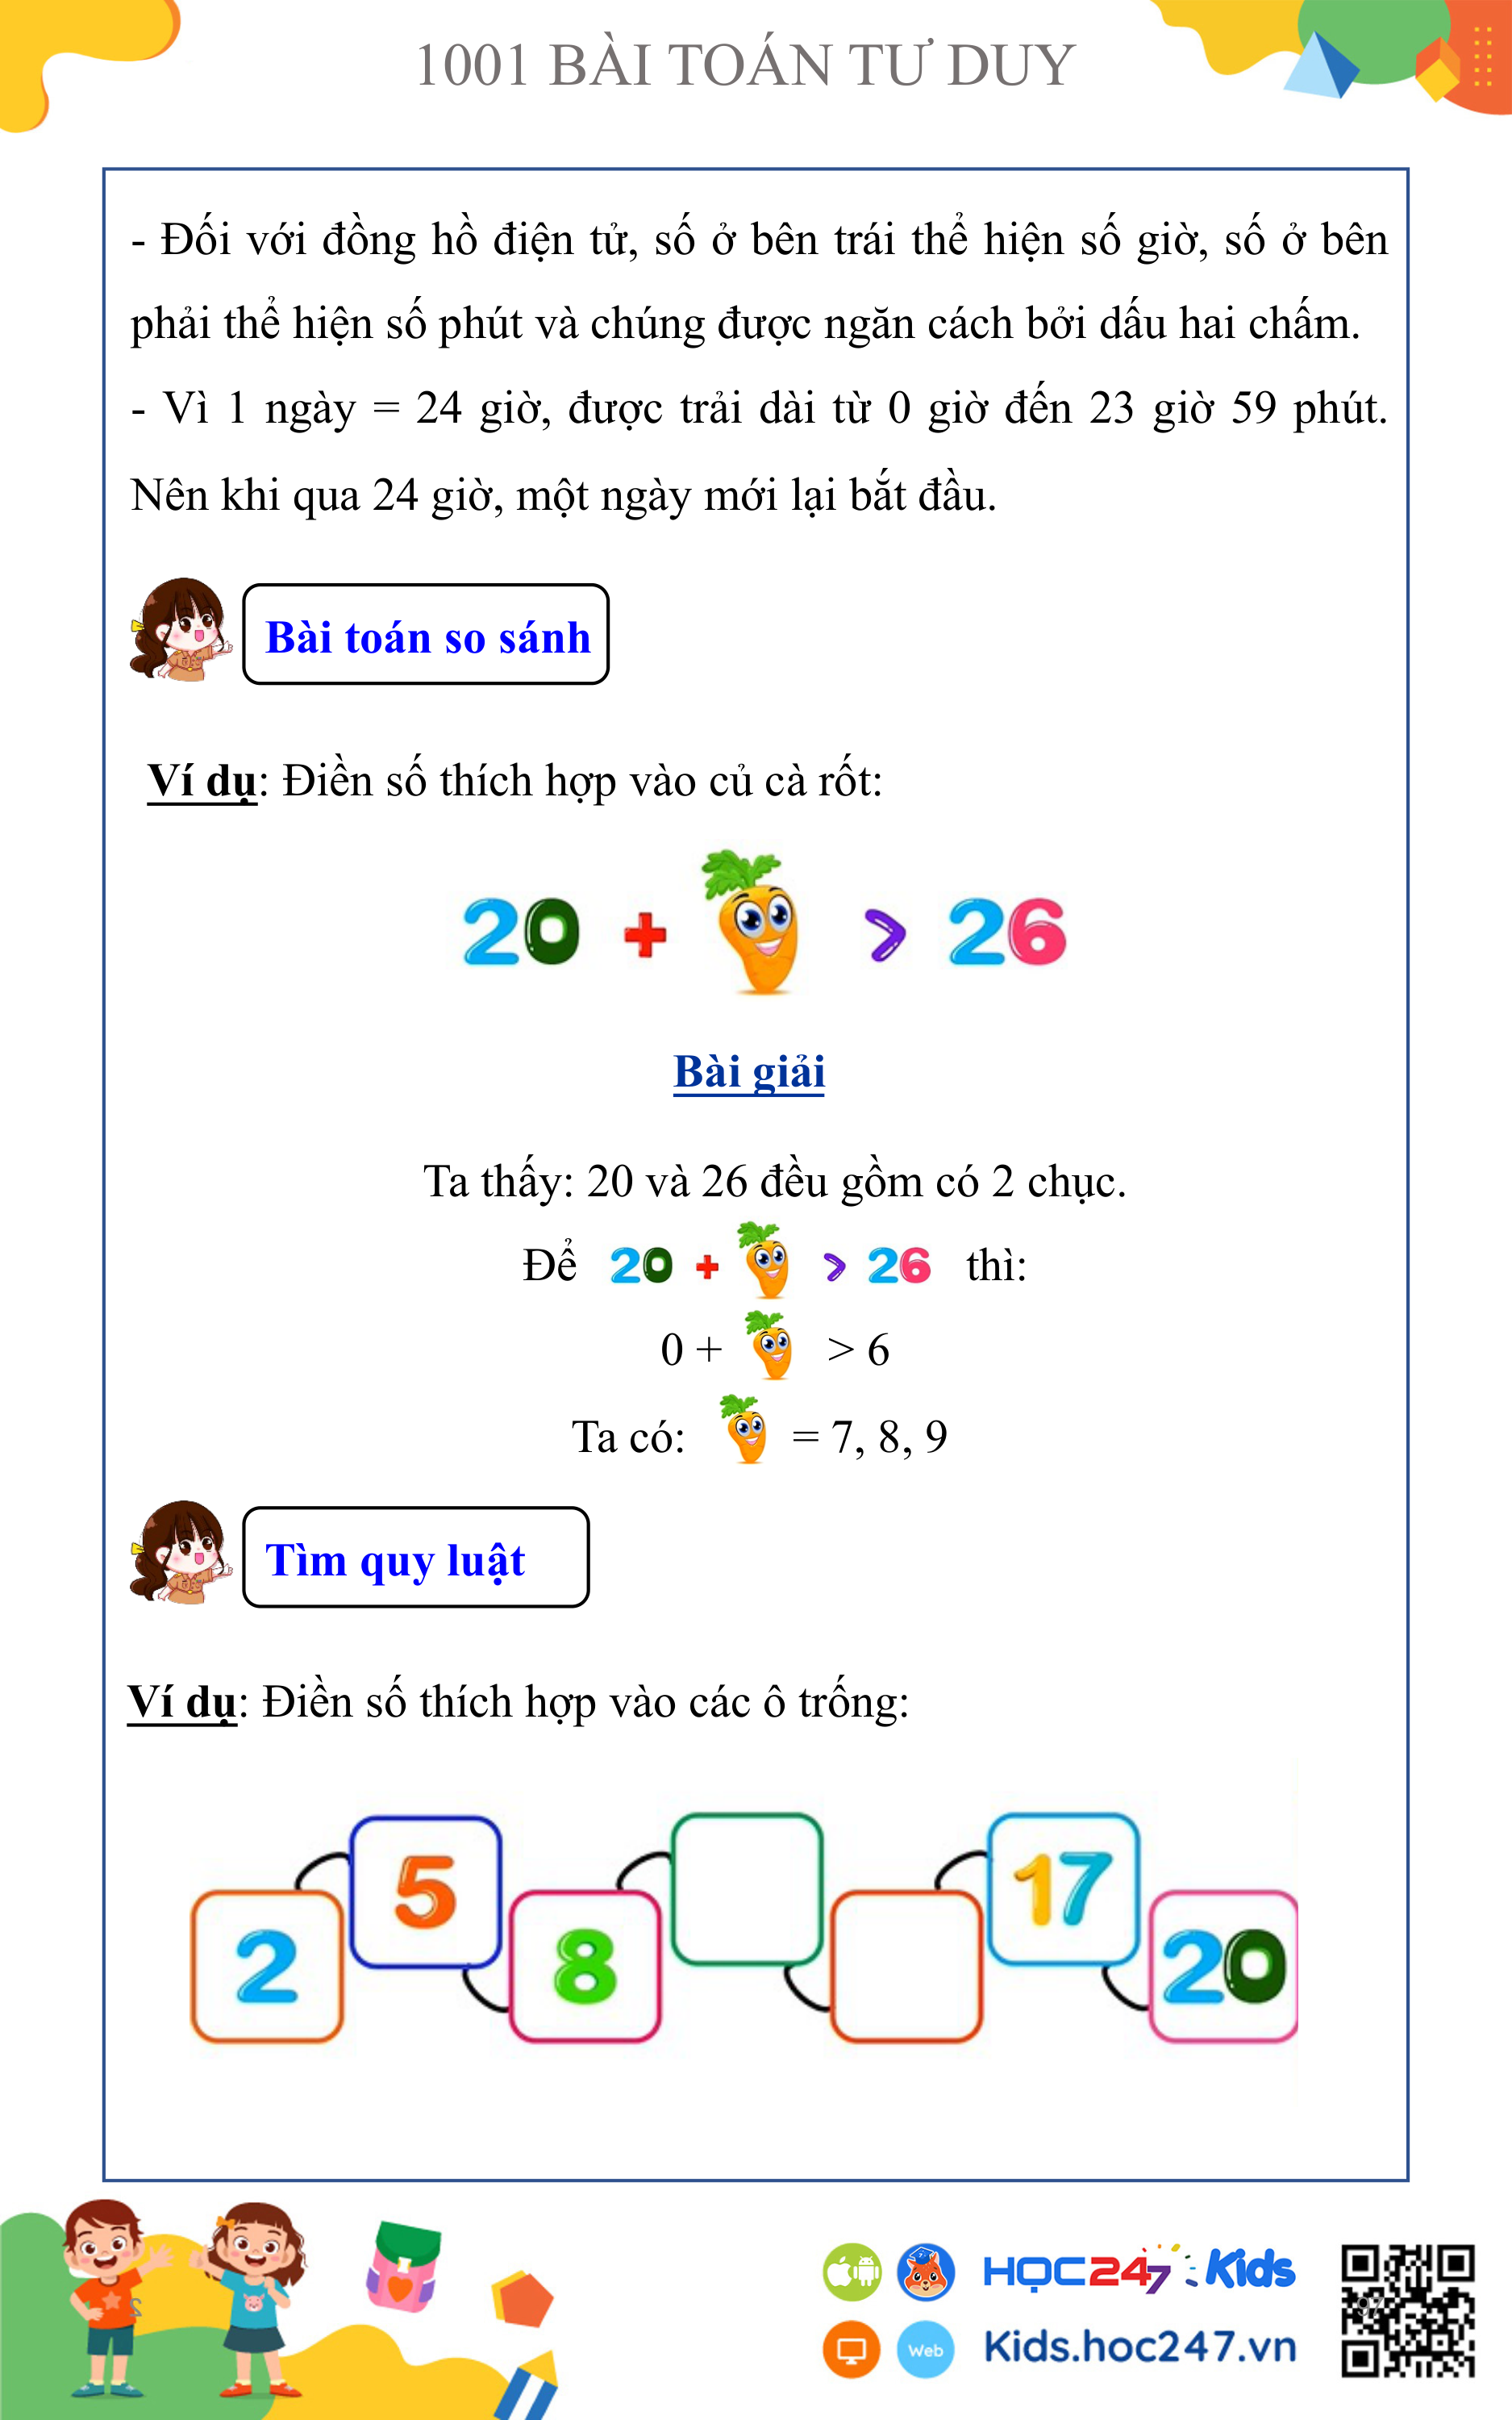 1001 BÀI TOÁN TƯ DUY
- Đối với đồng hồ điện tử, số ở bên trái thể hiện số giờ, số ở bên
phải thể hiện số phút và chúng được ngăn cách bởi dấu hai chấm.
- Vì 1 ngày = 24 giờ, được trải dài từ 0 giờ đến 23 giờ 59 phút.
Nên khi qua 24 giờ, một ngày mới lại bắt đầu.
Bài toán so sánh
Ví dụ: Điền số thích hợp vào củ cà rốt:
20 + > 26
Bài giải
Ta thấy: 20 và 26 đều gồm có 2 chục.
Để 20 + > 26 thì:
0 + > 6
Ta có: = 7, 8, 9
Tìm quy luật
Ví dụ: Điền số thích hợp vào các ô trống:
2 5 8 17 20
HỌC247 Kids
2
97
Web Kids.hoc247.vn